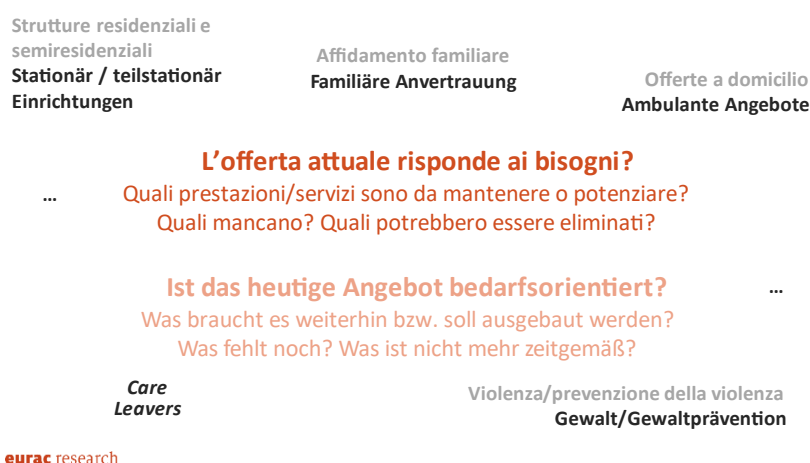 Strutture residenziali e
semiresidenziali
Stationär / teilstationär
Einrichtungen
Affidamento familiare
Familiäre Anvertrauung
Offerte a domicilio
Ambulante Angebote
L'offerta attuale risponde ai bisogni?
... Quali prestazioni/servizi sono da mantenere o potenziare?
Quali mancano? Quali potrebbero essere eliminati?
Ist das heutige Angebot bedarfsorientiert? ...
Was braucht es weiterhin bzw. soll ausgebaut werden?
Was fehlt noch? Was ist nicht mehr zeitgemäß?
Care
Leavers
Violenza/prevenzione della violenza
Gewalt/Gewaltprävention
eurac research